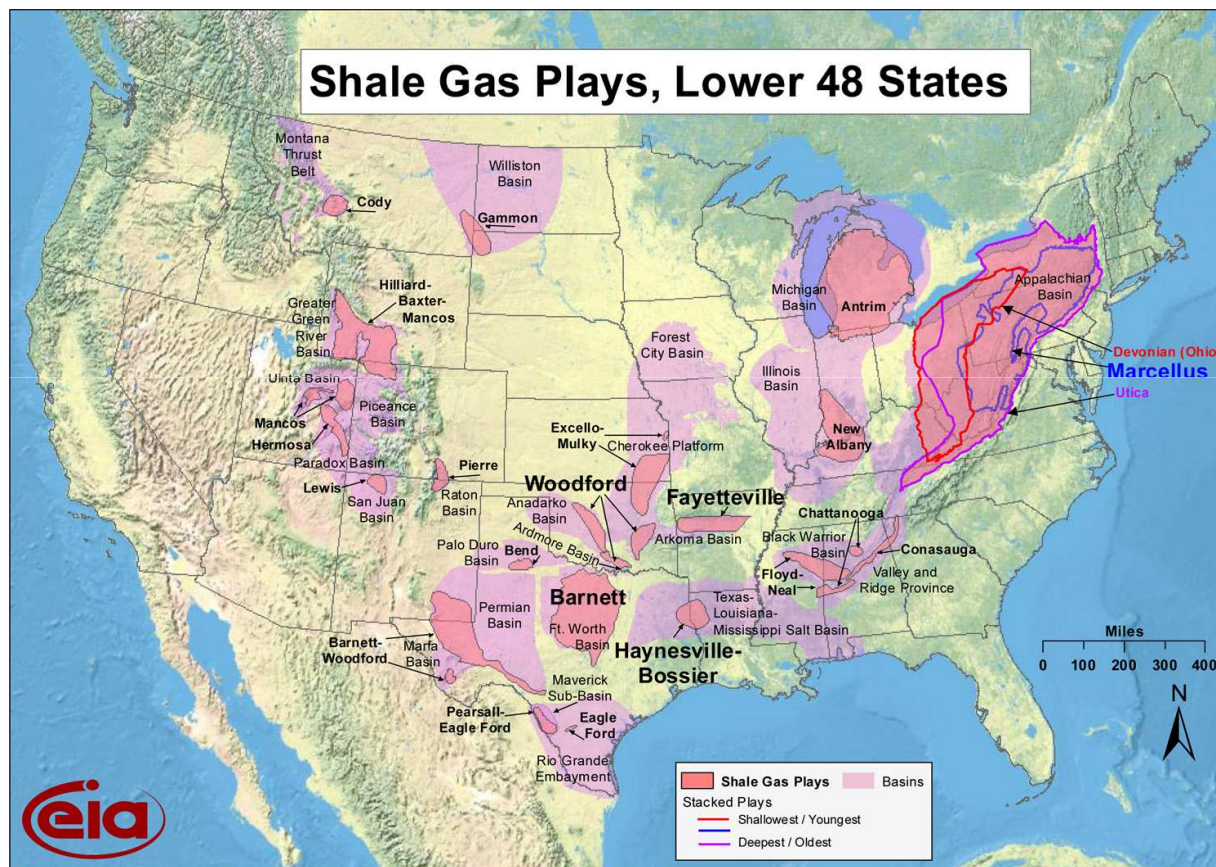 Shale Gas Plays, Lower 48 States
Montana
Thrust
Belt
Cody
Williston
Basin
Gammon
Hilliard-
Baxter-
Mancos
Greater
Green
River
Basin
Uinta Basin
Mancos
Piceance
Basin
Hermosa
Paradox Basin
Lewis
San Juan
Basin
Pierre
Raton
Basin
Michigan
Basin
Antrim
Forest
City Basin
Illinois
Basin
New
Albany
Excello-
Mulky
Cherokee Platform
Appalachian
Basin
Devonian (Ohio
Marcellus
Utica
Woodford
Anadarko
Basin
Ardmore Basin
Palo Duro
Basin
Bend
Fayetteville
Arkoma Basin
Chattanooga
Black Warrior
Basin
Conasauga
Floyd-
Neal
Valley and
Ridge Province
Permian
Basin
Barnett
Ft. Worth
Basin
Texas-
Louisiana-
Mississippi Salt Basin
Haynesville-
Bossier
Barnett-
Woodford
Marfa
Basin
Maverick
Sub-Basin
Pearsall-
Eagle Ford
Eagle
Ford
Rio Grande
Embayment
Miles
0 100 200 300 400
N
Shale Gas Plays
Basins
Stacked Plays
Shallowest / Youngest
Deepest / Oldest
eia